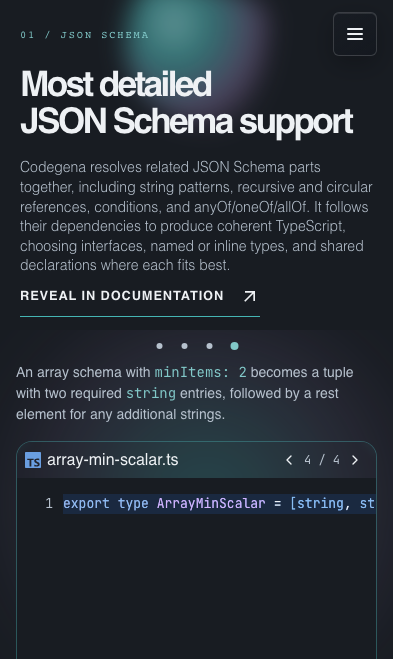 01 / JSON SCHEMA
Most detailed
JSON Schema support
Codegena resolves related JSON Schema parts
together, including string patterns, recursive and circular
references, conditions, and anyOf/oneOf/allOf. It follows
their dependencies to produce coherent TypeScript,
choosing interfaces, named or inline types, and shared
declarations where each fits best.
REVEAL IN DOCUMENTATION
An array schema with minItems: 2 becomes a tuple
with two required string entries, followed by a rest
element for any additional strings.
TS array-min-scalar.ts 4 / 4
1 export type ArrayMinScalar = [string, st